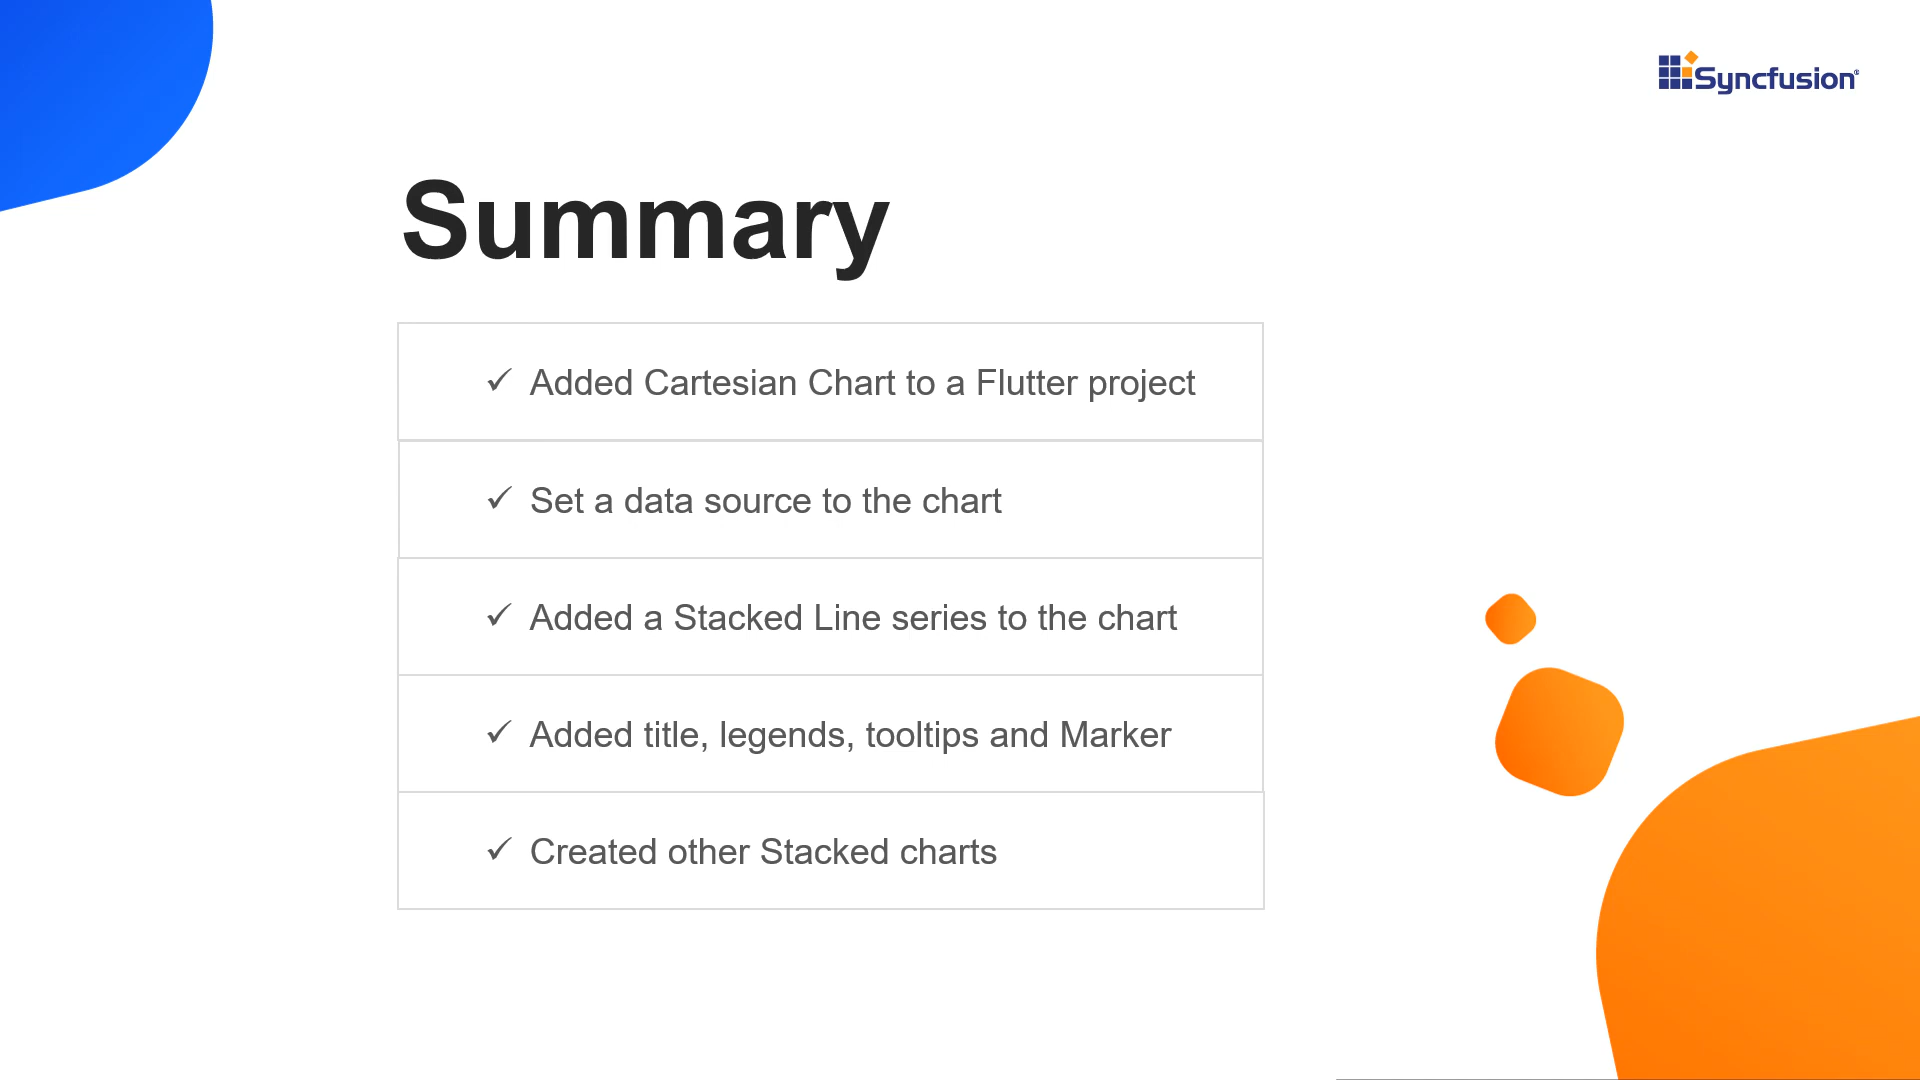 Syncfusion®
Summary
✓ Added Cartesian Chart to a Flutter project
✓ Set a data source to the chart
✓ Added a Stacked Line series to the chart
✓ Added title, legends, tooltips and Marker
✓ Created other Stacked charts